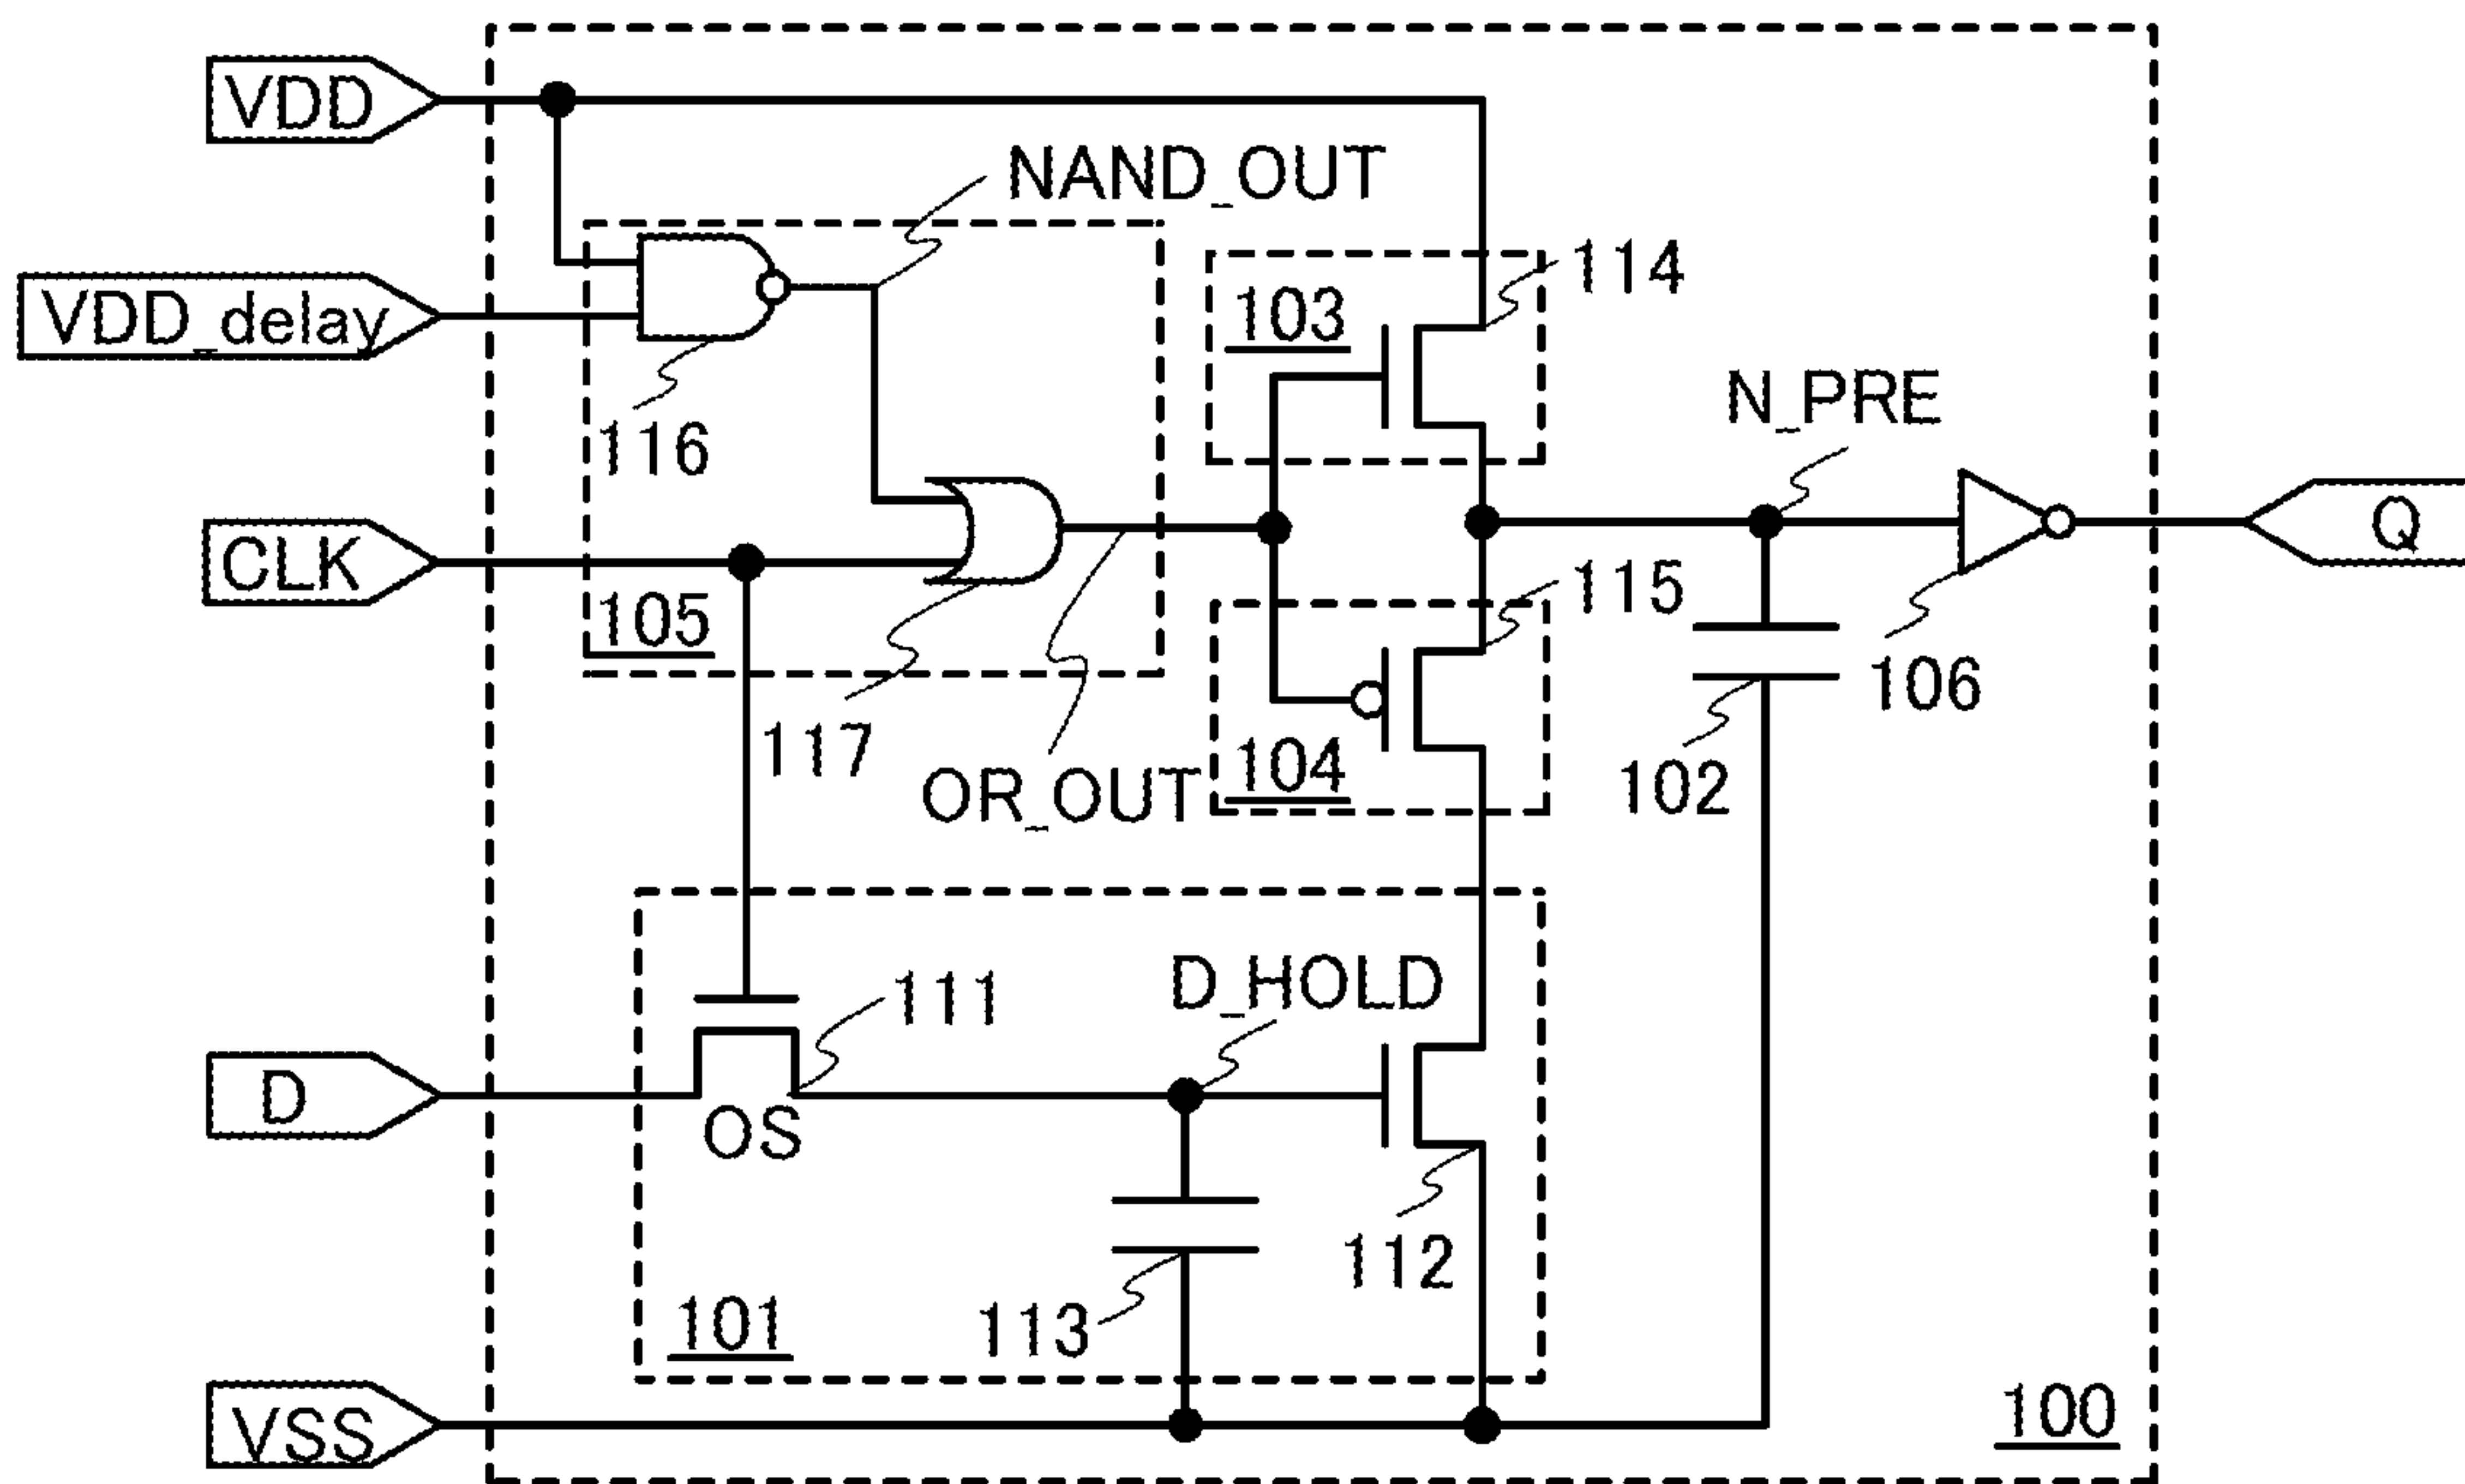 VDD
NAND_OUT
114
VDD_delay
103
116
N_PRE
CLK
Q
105
115
117
OR_OUT
104
102
106
111
D_HOLD
D
OS
112
113
101
VSS
100